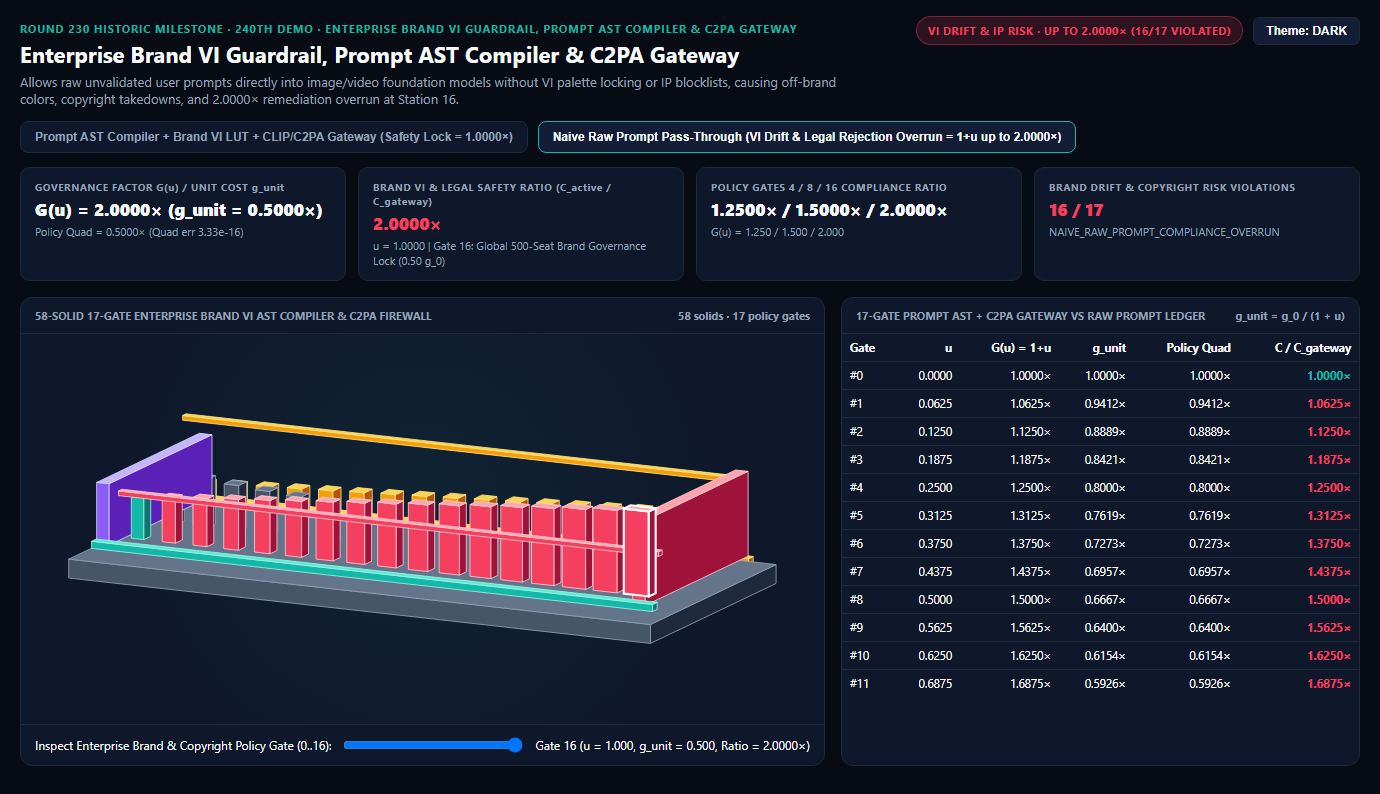 ROUND 230 HISTORIC MILESTONE · 240TH DEMO · ENTERPRISE BRAND VI GUARDRAIL, PROMPT AST COMPILER & C2PA GATEWAY
Enterprise Brand VI Guardrail, Prompt AST Compiler & C2PA Gateway
Allows raw unvalidated user prompts directly into image/video foundation models without VI palette locking or IP blocklists, causing off-brand
colors, copyright takedowns, and 2.0000× remediation overrun at Station 16.
VI DRIFT & IP RISK · UP TO 2.0000× (16/17 VIOLATED)
Theme: DARK
Prompt AST Compiler + Brand VI LUT + CLIP/C2PA Gateway (Safety Lock = 1.0000×)
Naive Raw Prompt Pass-Through (VI Drift & Legal Rejection Overrun = 1+u up to 2.0000×)
GOVERNANCE FACTOR G(u) / UNIT COST g_unit
G(u) = 2.0000× (g_unit = 0.5000×)
Policy Quad = 0.5000× (Quad err 3.33e-16)
BRAND VI & LEGAL SAFETY RATIO (C_active /
C_gateway)
2.0000×
u = 1.0000 | Gate 16: Global 500-Seat Brand Governance
Lock (0.50 g_0)
POLICY GATES 4 / 8 / 16 COMPLIANCE RATIO
1.2500× / 1.5000× / 2.0000×
G(u) = 1.250 / 1.500 / 2.000
BRAND DRIFT & COPYRIGHT RISK VIOLATIONS
16 / 17
NAIVE_RAW_PROMPT_COMPLIANCE_OVERRUN
58-SOLID 17-GATE ENTERPRISE BRAND VI AST COMPILER & C2PA FIREWALL
58 solids · 17 policy gates
Inspect Enterprise Brand & Copyright Policy Gate (0..16):
Gate 16 (u = 1.000, g_unit = 0.500, Ratio = 2.0000×)
17-GATE PROMPT AST + C2PA GATEWAY VS RAW PROMPT LEDGER
g_unit = g_0 / (1 + u)
Gate u G(u) = 1+u g_unit Policy Quad C / C_gateway
#0 0.0000 1.0000× 1.0000× 1.0000× 1.0000×
#1 0.0625 1.0625× 0.9412× 0.9412× 1.0625×
#2 0.1250 1.1250× 0.8889× 0.8889× 1.1250×
#3 0.1875 1.1875× 0.8421× 0.8421× 1.1875×
#4 0.2500 1.2500× 0.8000× 0.8000× 1.2500×
#5 0.3125 1.3125× 0.7619× 0.7619× 1.3125×
#6 0.3750 1.3750× 0.7273× 0.7273× 1.3750×
#7 0.4375 1.4375× 0.6957× 0.6957× 1.4375×
#8 0.5000 1.5000× 0.6667× 0.6667× 1.5000×
#9 0.5625 1.5625× 0.6400× 0.6400× 1.5625×
#10 0.6250 1.6250× 0.6154× 0.6154× 1.6250×
#11 0.6875 1.6875× 0.5926× 0.5926× 1.6875×